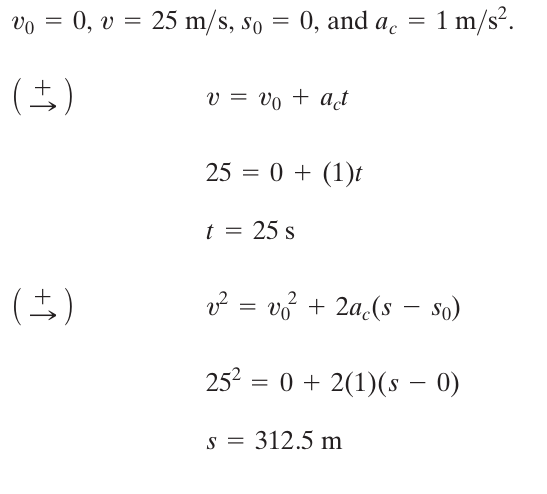 v₀ = 0, v = 25 m/s, s₀ = 0, and a_c = 1 m/s².
(⁺→) v = v₀ + a_c t
25 = 0 + (1)t
t = 25 s
(⁺→) v² = v₀² + 2a_c(s − s₀)
25² = 0 + 2(1)(s − 0)
s = 312.5 m